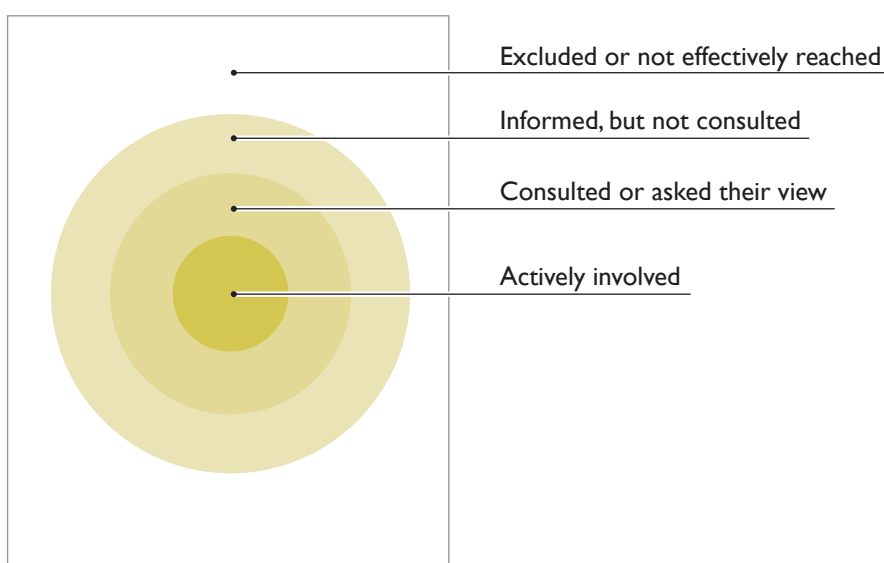 Excluded or not effectively reached
Informed, but not consulted
Consulted or asked their view
Actively involved